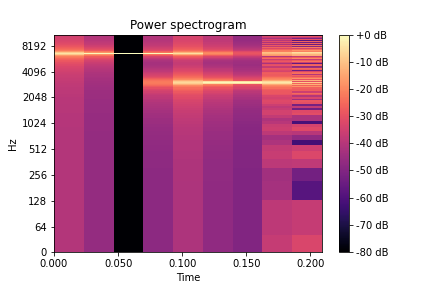 Power spectrogram
Hz
8192
4096
2048
1024
512
256
128
64
0
0.000 0.050 0.100 0.150 0.200
Time
+0 dB
-10 dB
-20 dB
-30 dB
-40 dB
-50 dB
-60 dB
-70 dB
-80 dB